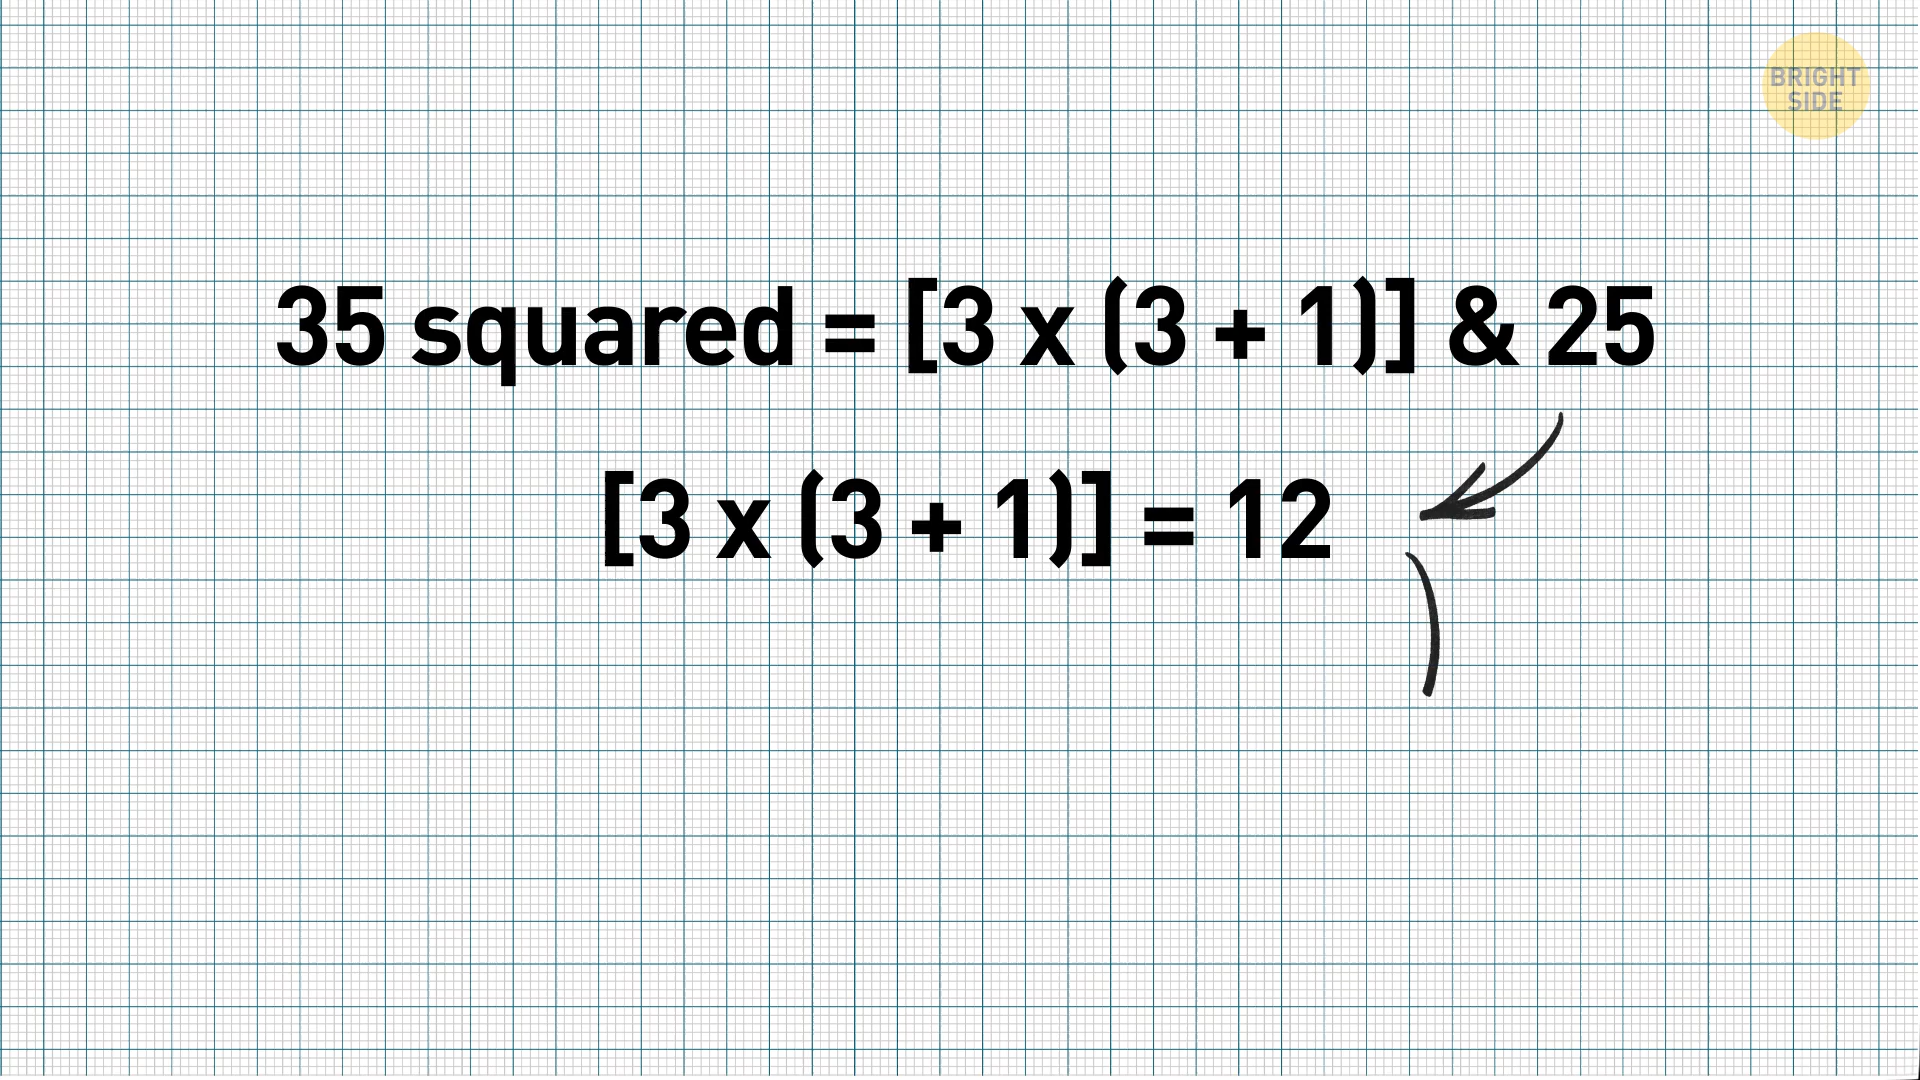 BRIGHT
SIDE
35 squared = [3 x (3 + 1)] & 25
[3 x (3 + 1)] = 12